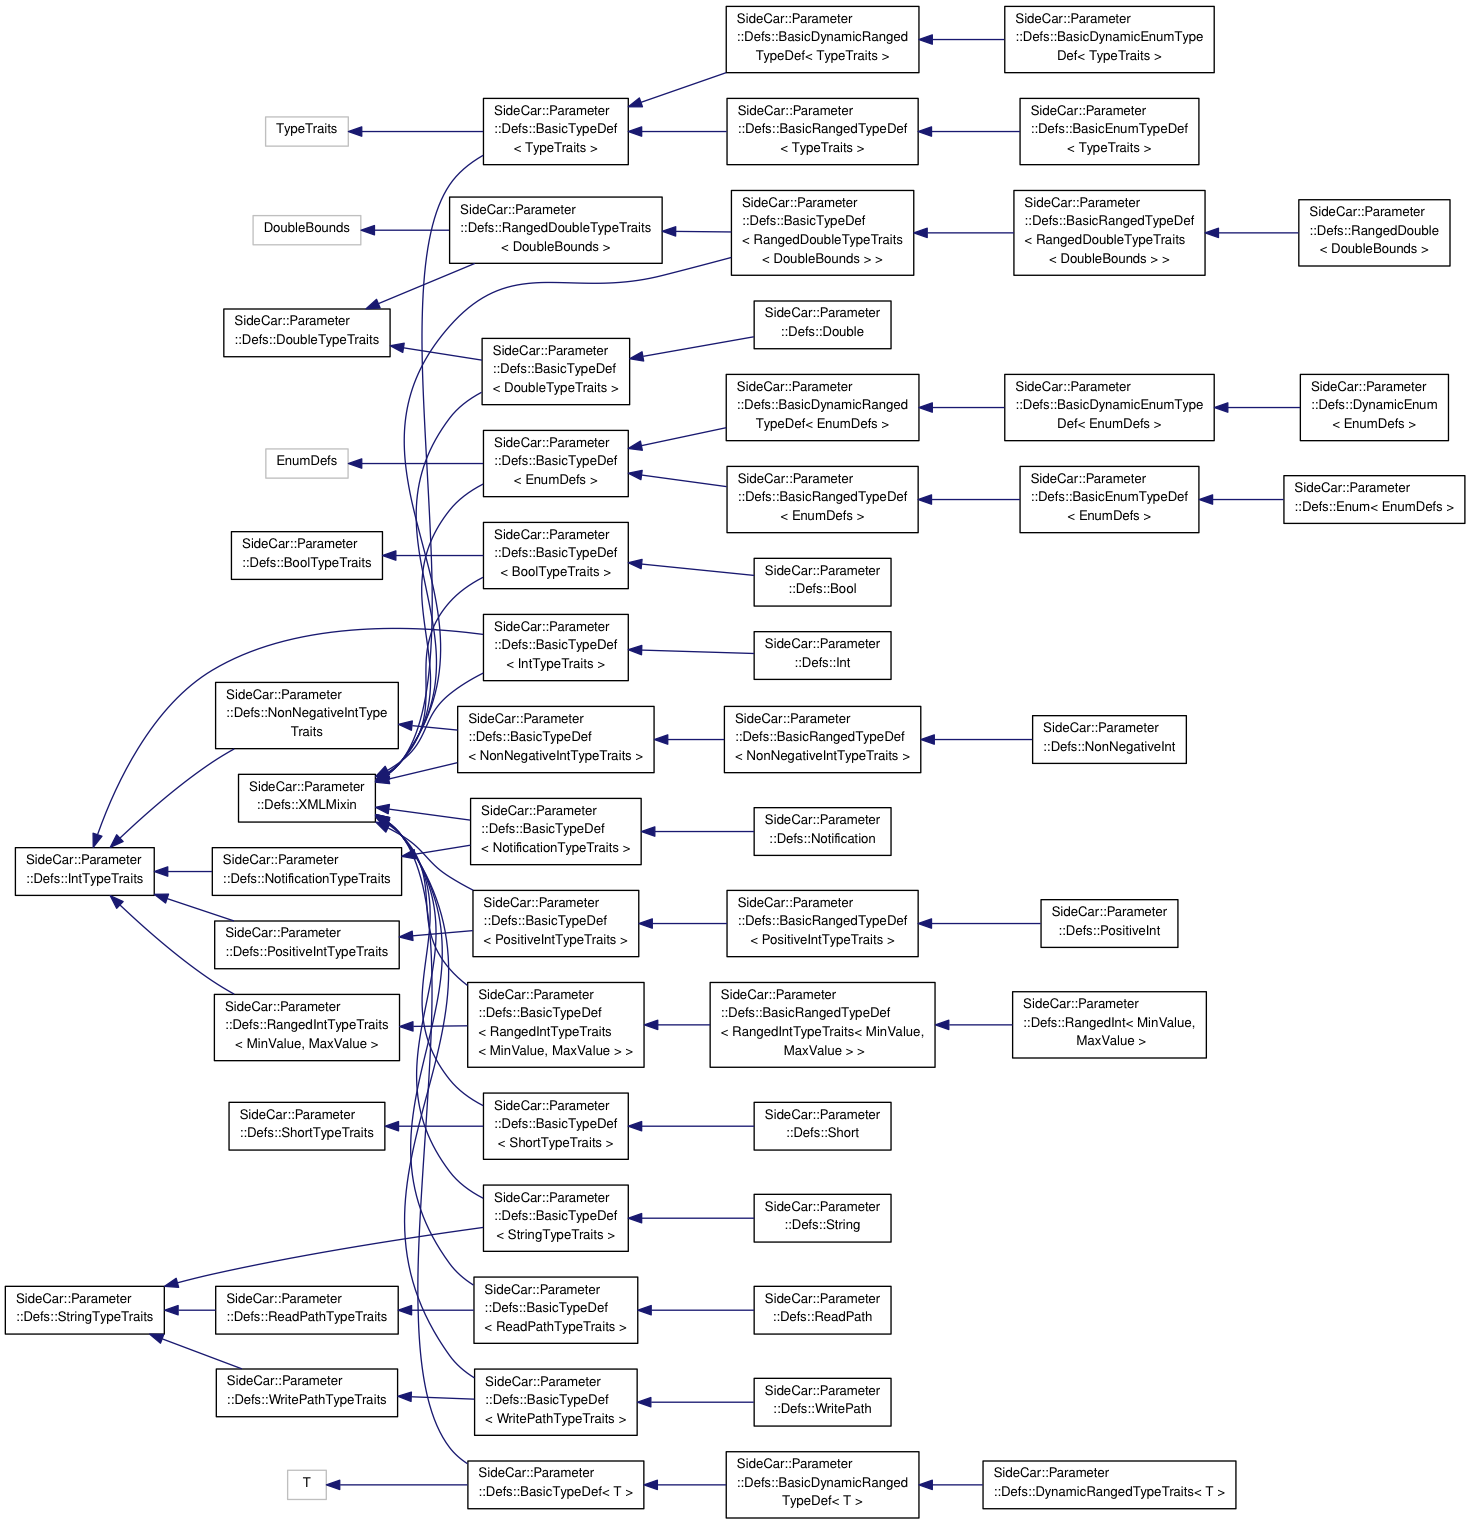 SideCar::Parameter
::Defs::BasicDynamicRanged
TypeDef< TypeTraits >
SideCar::Parameter
::Defs::BasicDynamicEnumType
Def< TypeTraits >
TypeTraits
SideCar::Parameter
::Defs::BasicTypeDef
< TypeTraits >
SideCar::Parameter
::Defs::BasicRangedTypeDef
< TypeTraits >
SideCar::Parameter
::Defs::BasicEnumTypeDef
< TypeTraits >
DoubleBounds
SideCar::Parameter
::Defs::RangedDoubleTypeTraits
< DoubleBounds >
SideCar::Parameter
::Defs::BasicTypeDef
< RangedDoubleTypeTraits
< DoubleBounds > >
SideCar::Parameter
::Defs::BasicRangedTypeDef
< RangedDoubleTypeTraits
< DoubleBounds > >
SideCar::Parameter
::Defs::RangedDouble
< DoubleBounds >
SideCar::Parameter
::Defs::DoubleTypeTraits
SideCar::Parameter
::Defs::BasicTypeDef
< DoubleTypeTraits >
SideCar::Parameter
::Defs::Double
EnumDefs
SideCar::Parameter
::Defs::BasicTypeDef
< EnumDefs >
SideCar::Parameter
::Defs::BasicDynamicRanged
TypeDef< EnumDefs >
SideCar::Parameter
::Defs::BasicDynamicEnumType
Def< EnumDefs >
SideCar::Parameter
::Defs::DynamicEnum
< EnumDefs >
SideCar::Parameter
::Defs::BasicRangedTypeDef
< EnumDefs >
SideCar::Parameter
::Defs::BasicEnumTypeDef
< EnumDefs >
SideCar::Parameter
::Defs::Enum< EnumDefs >
SideCar::Parameter
::Defs::BoolTypeTraits
SideCar::Parameter
::Defs::BasicTypeDef
< BoolTypeTraits >
SideCar::Parameter
::Defs::Bool
SideCar::Parameter
::Defs::BasicTypeDef
< IntTypeTraits >
SideCar::Parameter
::Defs::Int
SideCar::Parameter
::Defs::NonNegativeIntType
Traits
SideCar::Parameter
::Defs::BasicTypeDef
< NonNegativeIntTypeTraits >
SideCar::Parameter
::Defs::BasicRangedTypeDef
< NonNegativeIntTypeTraits >
SideCar::Parameter
::Defs::NonNegativeInt
SideCar::Parameter
::Defs::XMLMixin
SideCar::Parameter
::Defs::BasicTypeDef
< NotificationTypeTraits >
SideCar::Parameter
::Defs::Notification
SideCar::Parameter
::Defs::IntTypeTraits
SideCar::Parameter
::Defs::NotificationTypeTraits
SideCar::Parameter
::Defs::PositiveIntTypeTraits
SideCar::Parameter
::Defs::BasicTypeDef
< PositiveIntTypeTraits >
SideCar::Parameter
::Defs::BasicRangedTypeDef
< PositiveIntTypeTraits >
SideCar::Parameter
::Defs::PositiveInt
SideCar::Parameter
::Defs::RangedIntTypeTraits
< MinValue, MaxValue >
SideCar::Parameter
::Defs::BasicTypeDef
< RangedIntTypeTraits
< MinValue, MaxValue > >
SideCar::Parameter
::Defs::BasicRangedTypeDef
< RangedIntTypeTraits< MinValue,
MaxValue > >
SideCar::Parameter
::Defs::RangedInt< MinValue,
MaxValue >
SideCar::Parameter
::Defs::ShortTypeTraits
SideCar::Parameter
::Defs::BasicTypeDef
< ShortTypeTraits >
SideCar::Parameter
::Defs::Short
SideCar::Parameter
::Defs::BasicTypeDef
< StringTypeTraits >
SideCar::Parameter
::Defs::String
SideCar::Parameter
::Defs::StringTypeTraits
SideCar::Parameter
::Defs::ReadPathTypeTraits
SideCar::Parameter
::Defs::BasicTypeDef
< ReadPathTypeTraits >
SideCar::Parameter
::Defs::ReadPath
SideCar::Parameter
::Defs::WritePathTypeTraits
SideCar::Parameter
::Defs::BasicTypeDef
< WritePathTypeTraits >
SideCar::Parameter
::Defs::WritePath
T
SideCar::Parameter
::Defs::BasicTypeDef< T >
SideCar::Parameter
::Defs::BasicDynamicRanged
TypeDef< T >
SideCar::Parameter
::Defs::DynamicRangedTypeTraits< T >